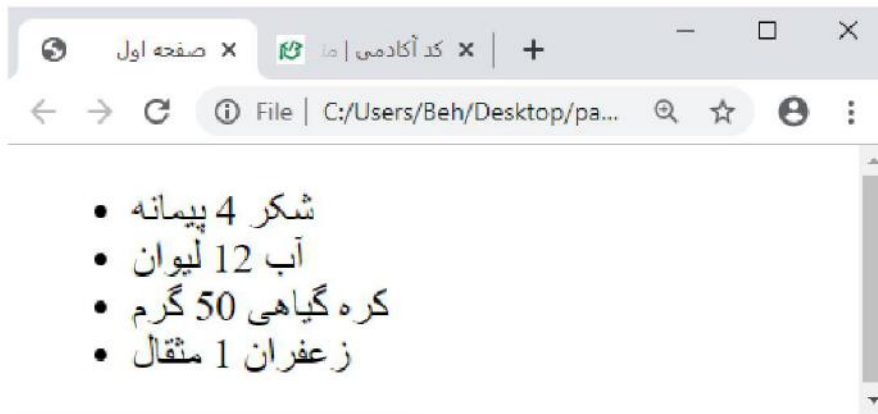 صفحه اول
کد آکادمی | مد
File | C:/Users/Beh/Desktop/pa...
شکر 4 پیمانه
آب 12 لیوان
کره گیاهی 50 گرم
زعفران 1 مثقال